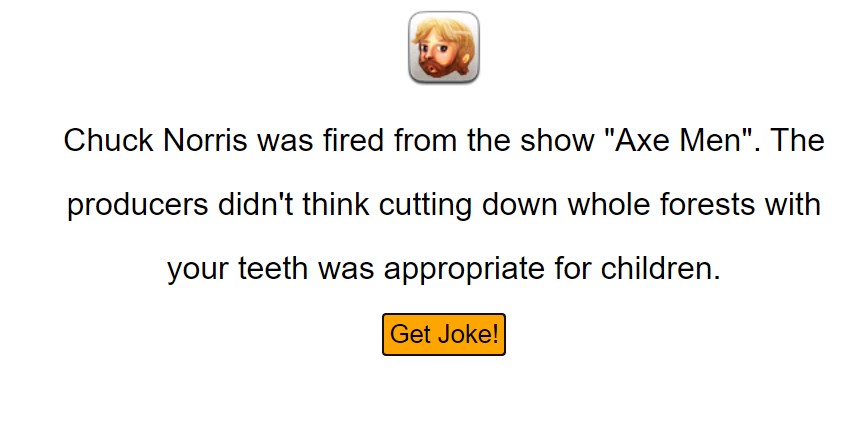 Chuck Norris was fired from the show "Axe Men". The
producers didn't think cutting down whole forests with
your teeth was appropriate for children.
Get Joke!